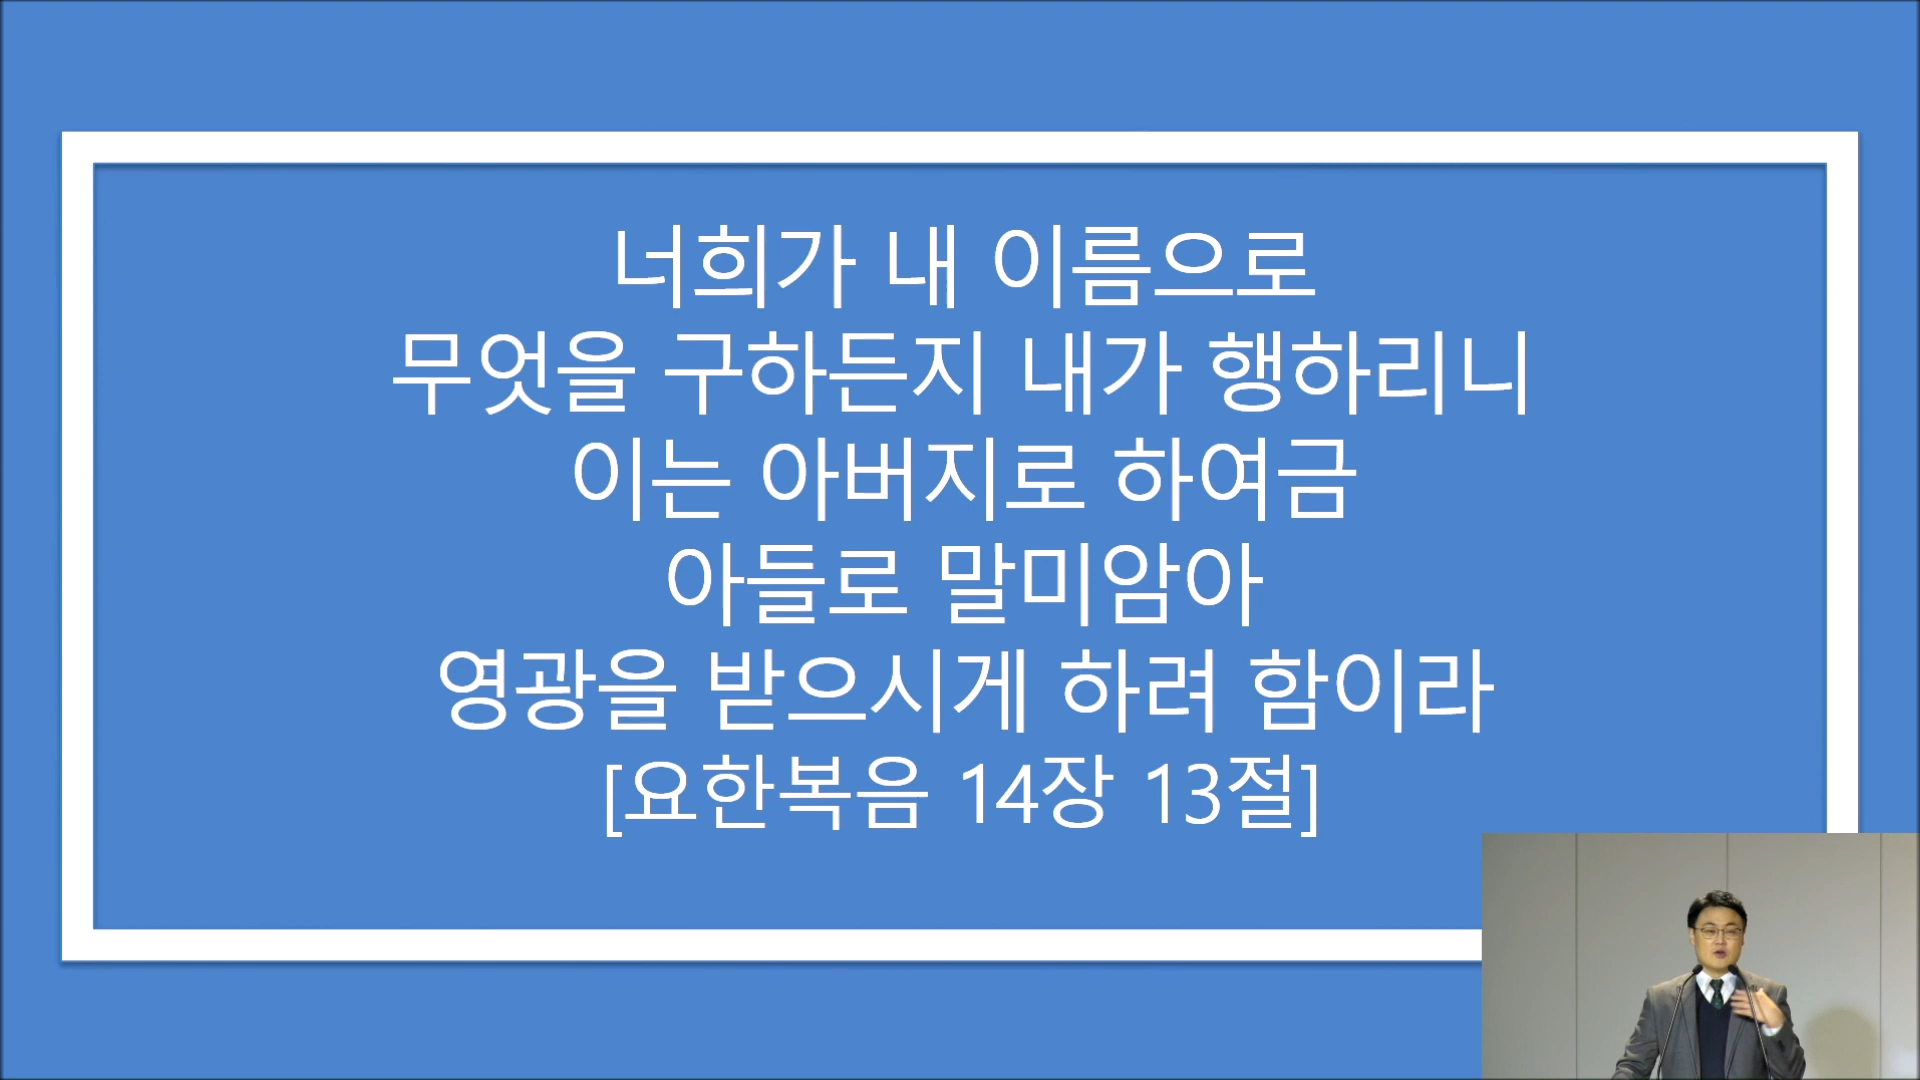 너희가 내 이름으로
무엇을 구하든지 내가 행하리니
이는 아버지로 하여금
아들로 말미암아
영광을 받으시게 하려 함이라
[요한복음 14장 13절]